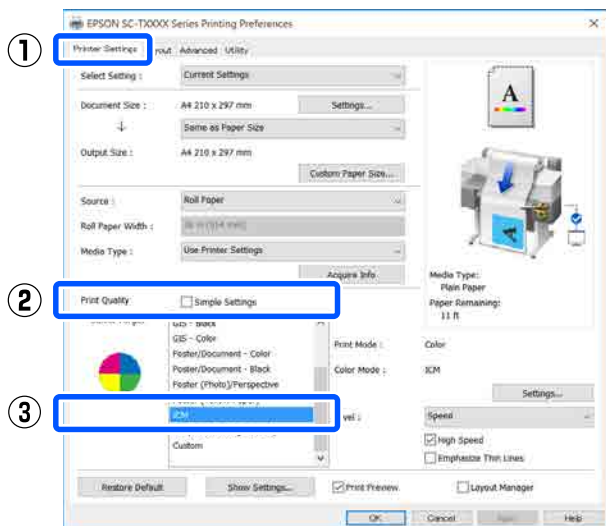 EPSON SC-TXXXX Series Printing Preferences
1
Printer Settings
out Advanced Utility
Select Setting : Current Settings
Document Size : A4 210 x 297 mm Settings...
Same as Paper Size
Output Size : A4 210 x 297 mm
Custom Paper Size...
Source : Roll Paper
Roll Paper Width :
Media Type : Use Printer Settings
Acquire Info
A
Media Type:
Plain Paper
Paper Remaining:
11 ft
2
Print Quality Simple Settings
GIS - Black
GIS - Color
Poster/Document - Color
Poster/Document - Black
Poster (Photo)/Perspective
3
ICM
Custom
Print Mode : Color
Color Mode : ICM
Settings...
vel : Speed
High Speed
Emphasize Thin Lines
Restore Default Show Settings... Print Preview Layout Manager
OK Cancel Help